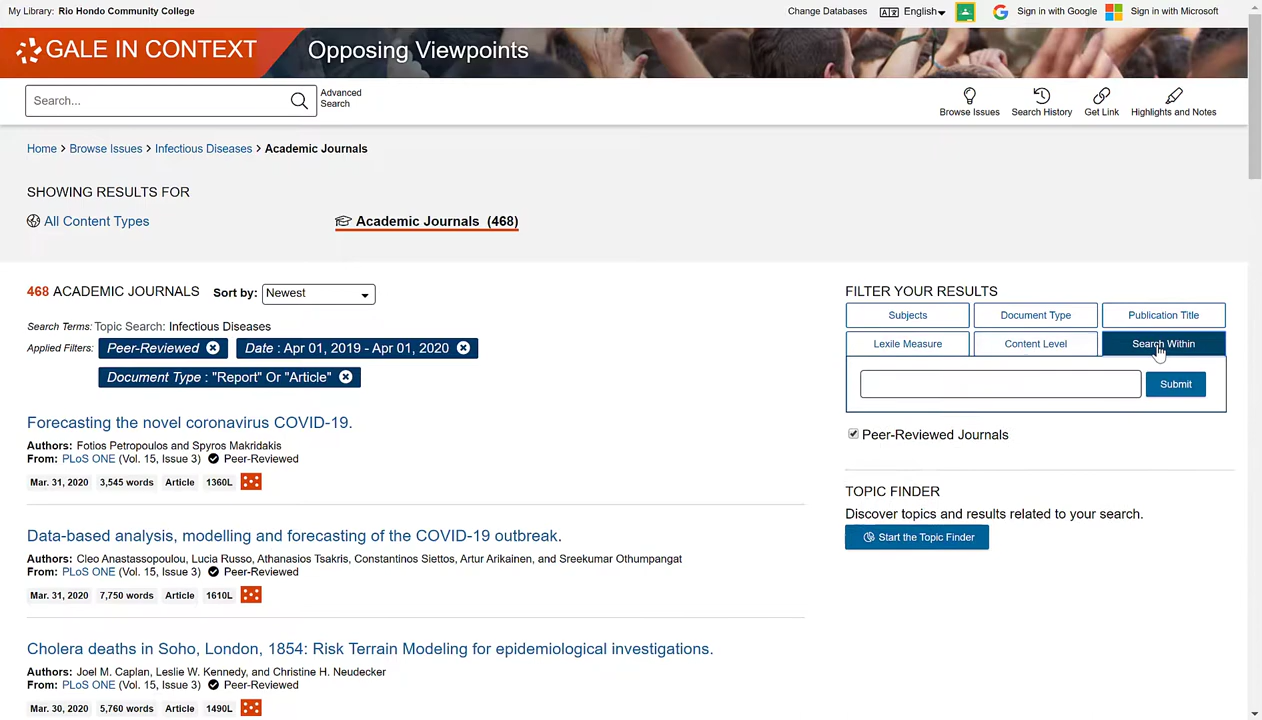 My Library: Rio Hondo Community College
Change Databases English Sign in with Google Sign in with Microsoft
GALE IN CONTEXT Opposing Viewpoints
Search... Advanced Search
Browse Issues Search History Get Link Highlights and Notes
Home > Browse Issues > Infectious Diseases > Academic Journals
SHOWING RESULTS FOR
All Content Types Academic Journals (468)
468 ACADEMIC JOURNALS Sort by: Newest
Search Terms: Topic Search: Infectious Diseases
Applied Filters: Peer-Reviewed Date : Apr 01, 2019 - Apr 01, 2020
Document Type : "Report" Or "Article"
Forecasting the novel coronavirus COVID-19.
Authors: Fotios Petropoulos and Spyros Makridakis
From: PLoS ONE (Vol. 15, Issue 3) Peer-Reviewed
Mar. 31, 2020 3,545 words Article 1360L
Data-based analysis, modelling and forecasting of the COVID-19 outbreak.
Authors: Cleo Anastassopoulou, Lucia Russo, Athanasios Tsakris, Constantinos Siettos, Artur Arikainen, and Sreekumar Othumpangat
From: PLoS ONE (Vol. 15, Issue 3) Peer-Reviewed
Mar. 31, 2020 7,750 words Article 1610L
Cholera deaths in Soho, London, 1854: Risk Terrain Modeling for epidemiological investigations.
Authors: Joel M. Caplan, Leslie W. Kennedy, and Christine H. Neudecker
From: PLoS ONE (Vol. 15, Issue 3) Peer-Reviewed
Mar. 30, 2020 5,760 words Article 1490L
FILTER YOUR RESULTS
Subjects Document Type Publication Title
Lexile Measure Content Level Search Within
Submit
Peer-Reviewed Journals
TOPIC FINDER
Discover topics and results related to your search.
Start the Topic Finder